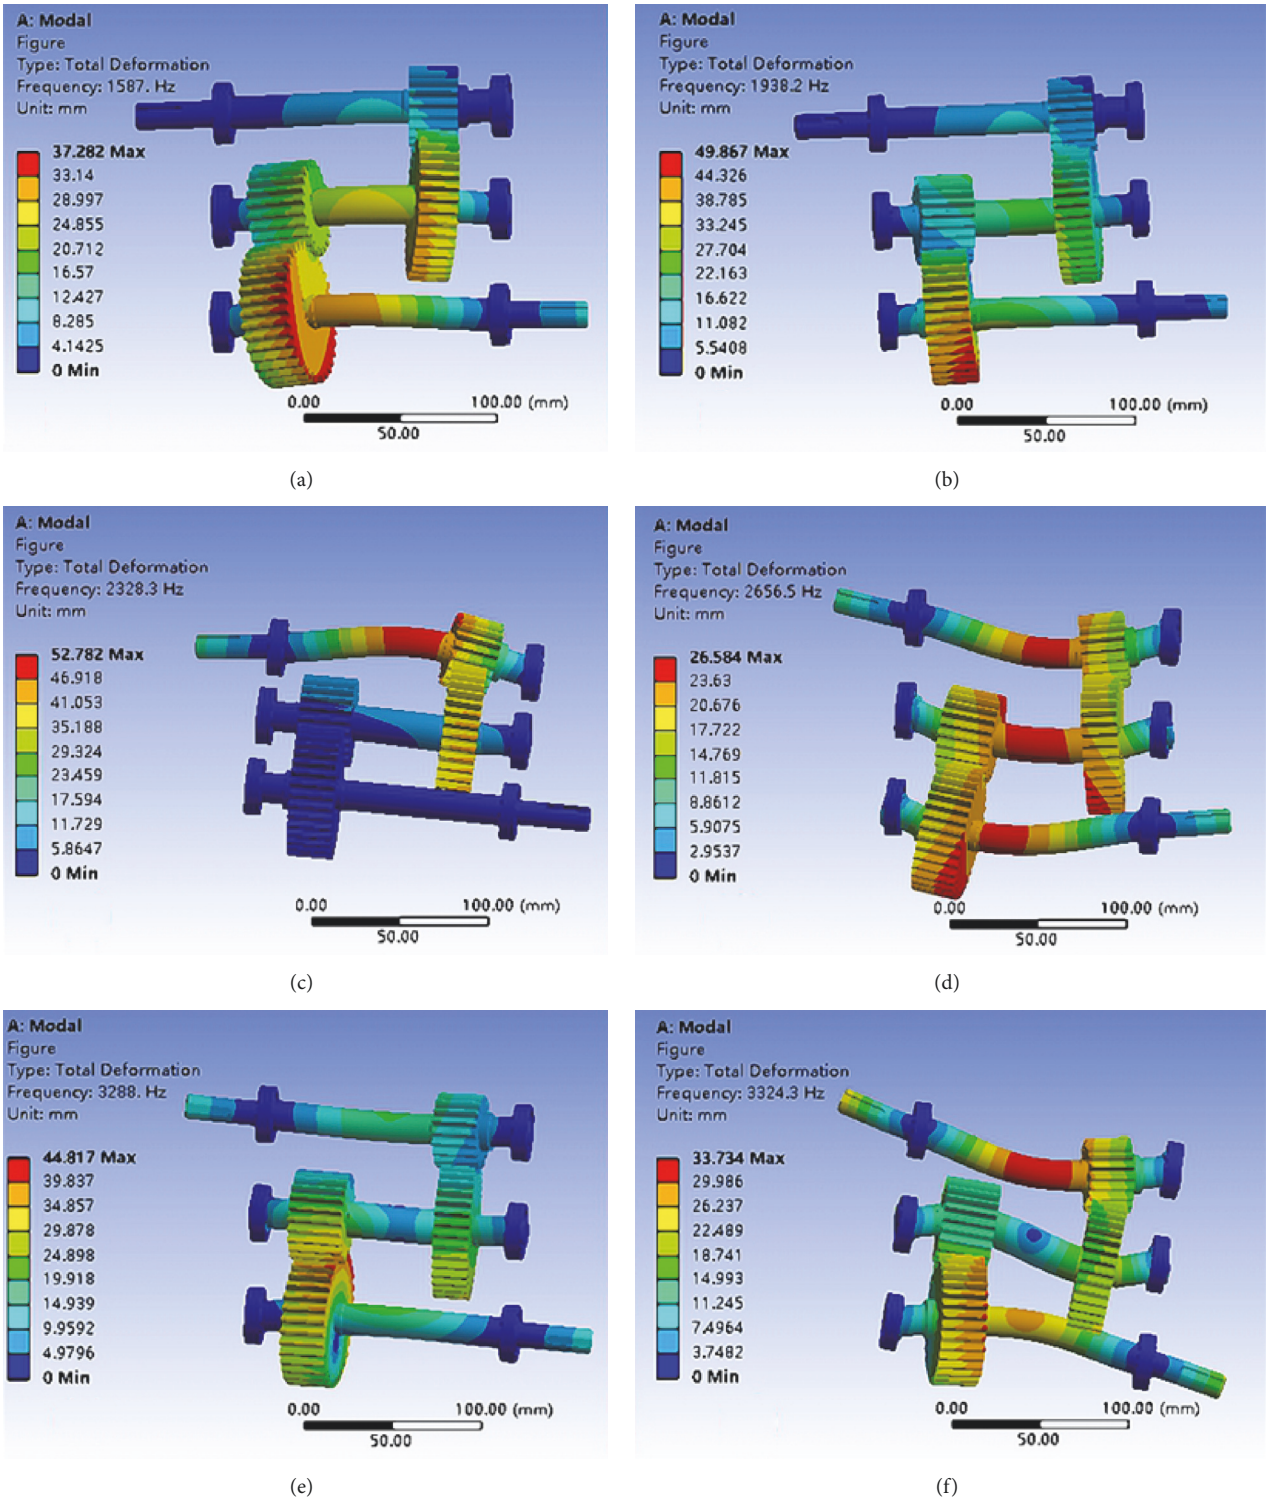 A: Modal
Figure
Type: Total Deformation
Frequency: 1587. Hz
Unit: mm
37.282 Max
33.14
28.997
24.855
20.712
16.57
12.427
8.285
4.1425
0 Min
0.00 100.00 (mm)
50.00
(a)
A: Modal
Figure
Type: Total Deformation
Frequency: 1938.2 Hz
Unit: mm
49.867 Max
44.326
38.785
33.245
27.704
22.163
16.622
11.082
5.5408
0 Min
0.00 100.00 (mm)
50.00
(b)
A: Modal
Figure
Type: Total Deformation
Frequency: 2328.3 Hz
Unit: mm
52.782 Max
46.918
41.053
35.188
29.324
23.459
17.594
11.729
5.8647
0 Min
0.00 100.00 (mm)
50.00
(c)
A: Modal
Figure
Type: Total Deformation
Frequency: 2656.5 Hz
Unit: mm
26.584 Max
23.63
20.676
17.722
14.769
11.815
8.8612
5.9075
2.9537
0 Min
0.00 100.00 (mm)
50.00
(d)
A: Modal
Figure
Type: Total Deformation
Frequency: 3288. Hz
Unit: mm
44.817 Max
39.837
34.857
29.878
24.898
19.918
14.939
9.9592
4.9796
0 Min
0.00 100.00 (mm)
50.00
(e)
A: Modal
Figure
Type: Total Deformation
Frequency: 3324.3 Hz
Unit: mm
33.734 Max
29.986
26.237
22.489
18.741
14.993
11.245
7.4964
3.7482
0 Min
0.00 100.00 (mm)
50.00
(f)